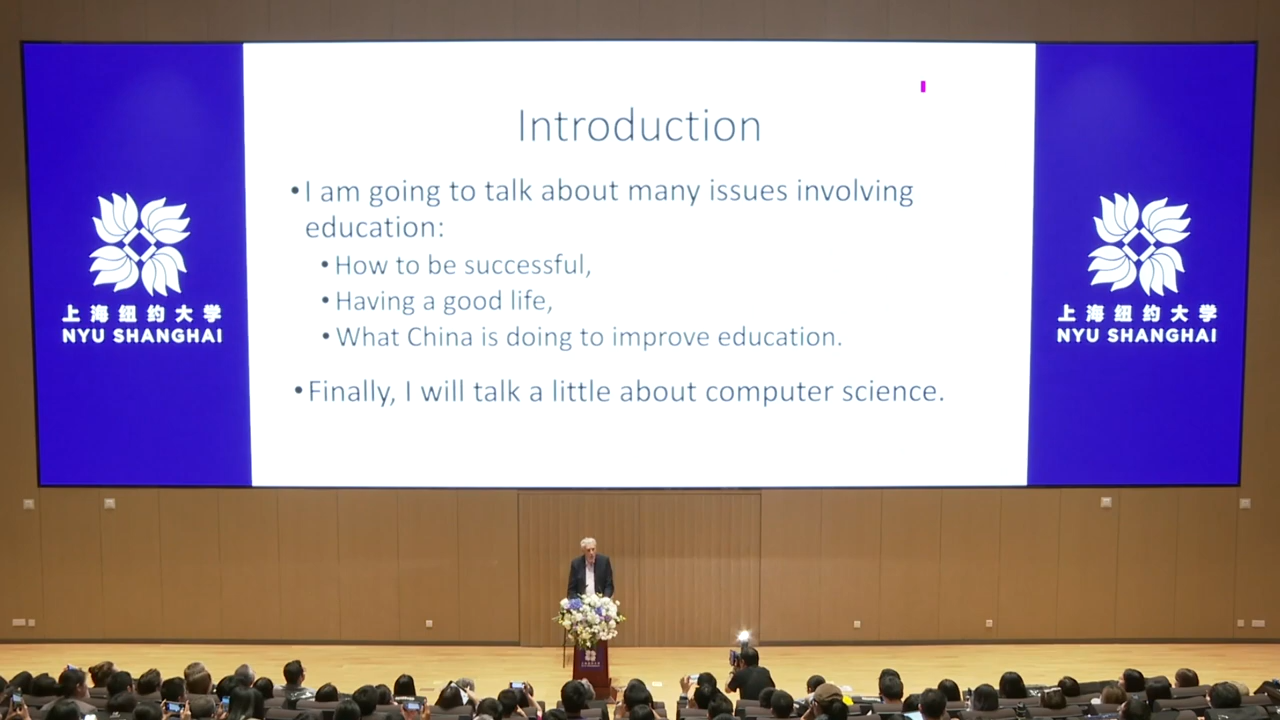 Introduction
•I am going to talk about many issues involving
education:
•How to be successful,
•Having a good life,
•What China is doing to improve education.
•Finally, I will talk a little about computer science.
上海纽约大学
NYU SHANGHAI
上海纽约大学
NYU SHANGHAI